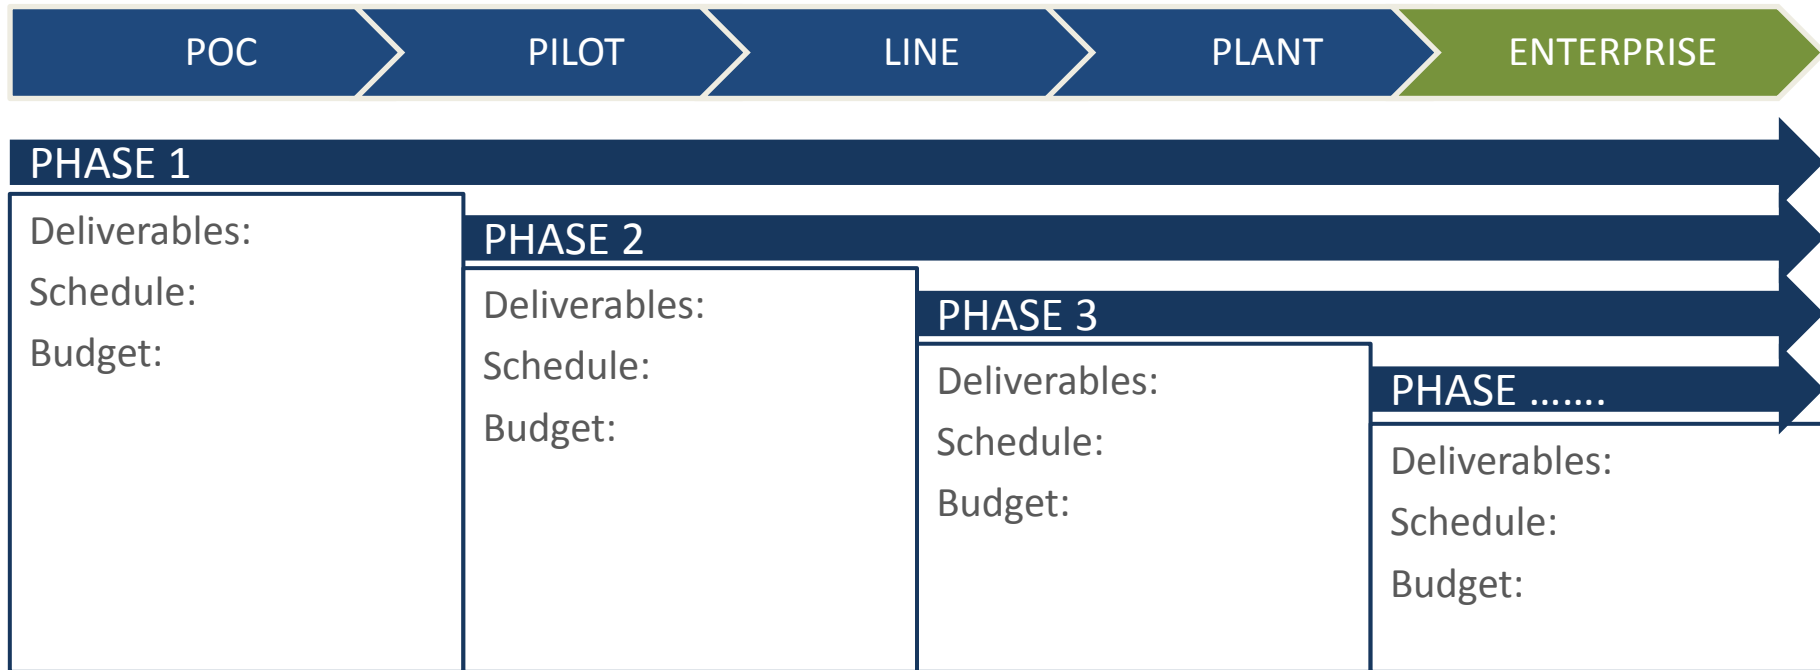 POC
PILOT
LINE
PLANT
ENTERPRISE
PHASE 1
Deliverables:
Schedule:
Budget:
PHASE 2
Deliverables:
Schedule:
Budget:
PHASE 3
Deliverables:
Schedule:
Budget:
PHASE .......
Deliverables:
Schedule:
Budget: